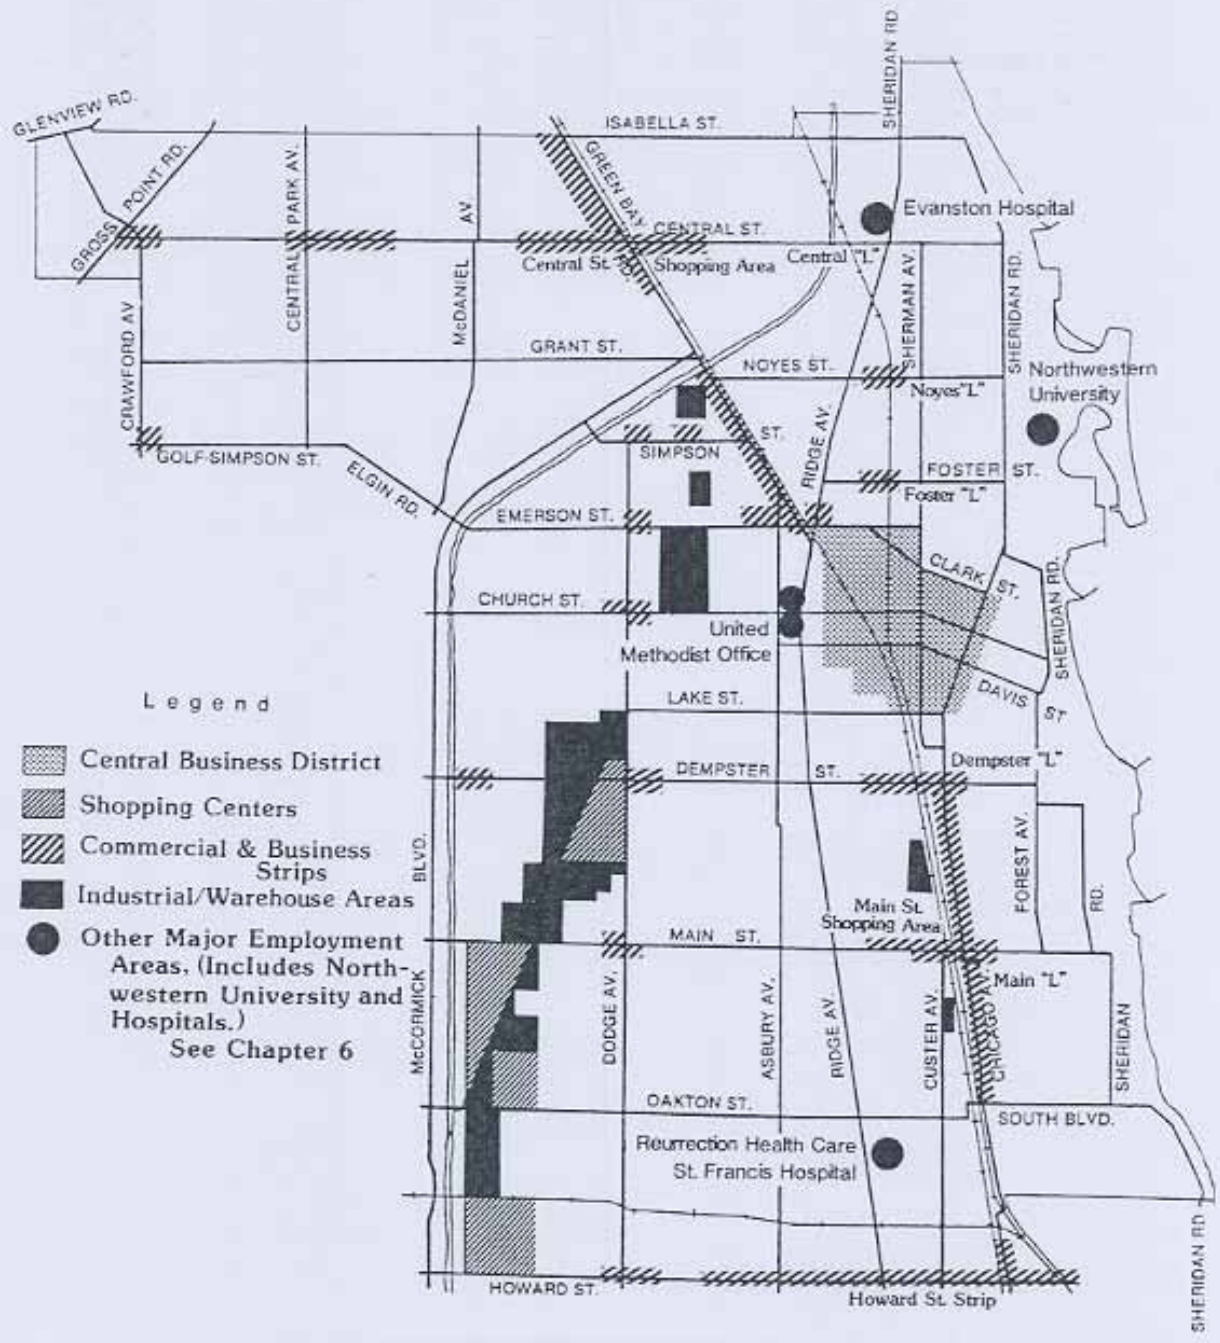 SHERIDAN RD.
GLENVIEW RD.
ISABELLA ST.
GROSS POINT RD.
CENTRAL PARK AV.
McDANIEL AV.
GREEN BAY RD.
CENTRAL ST.
Evanston Hospital
Central St. Shopping Area
Central "L"
SHERMAN AV.
SHERIDAN RD.
CRAWFORD AV
GRANT ST.
NOYES ST.
Noyes "L"
Northwestern
University
RIDGE AV.
GOLF-SIMPSON ST.
SIMPSON ST.
ELGIN RD.
FOSTER ST.
Foster "L"
EMERSON ST.
CLARK ST.
SHERIDAN RD.
CHURCH ST.
United
Methodist Office
DAVIS ST
LAKE ST.
Legend
Central Business District
Shopping Centers
Commercial & Business
Strips
Industrial/Warehouse Areas
Other Major Employment
Areas. (Includes North-
western University and
Hospitals.)
See Chapter 6
DEMPSTER ST.
Dempster "L"
McCORMICK BLVD.
FOREST AV.
SHERIDAN RD.
Main St.
Shopping Area
MAIN ST.
Main "L"
DODGE AV.
ASBURY AV.
RIDGE AV.
CUSTER AV.
CHICAGO AV.
OAKTON ST.
SOUTH BLVD.
Reurrection Health Care
St. Francis Hospital
HOWARD ST.
Howard St. Strip
SHERIDAN RD